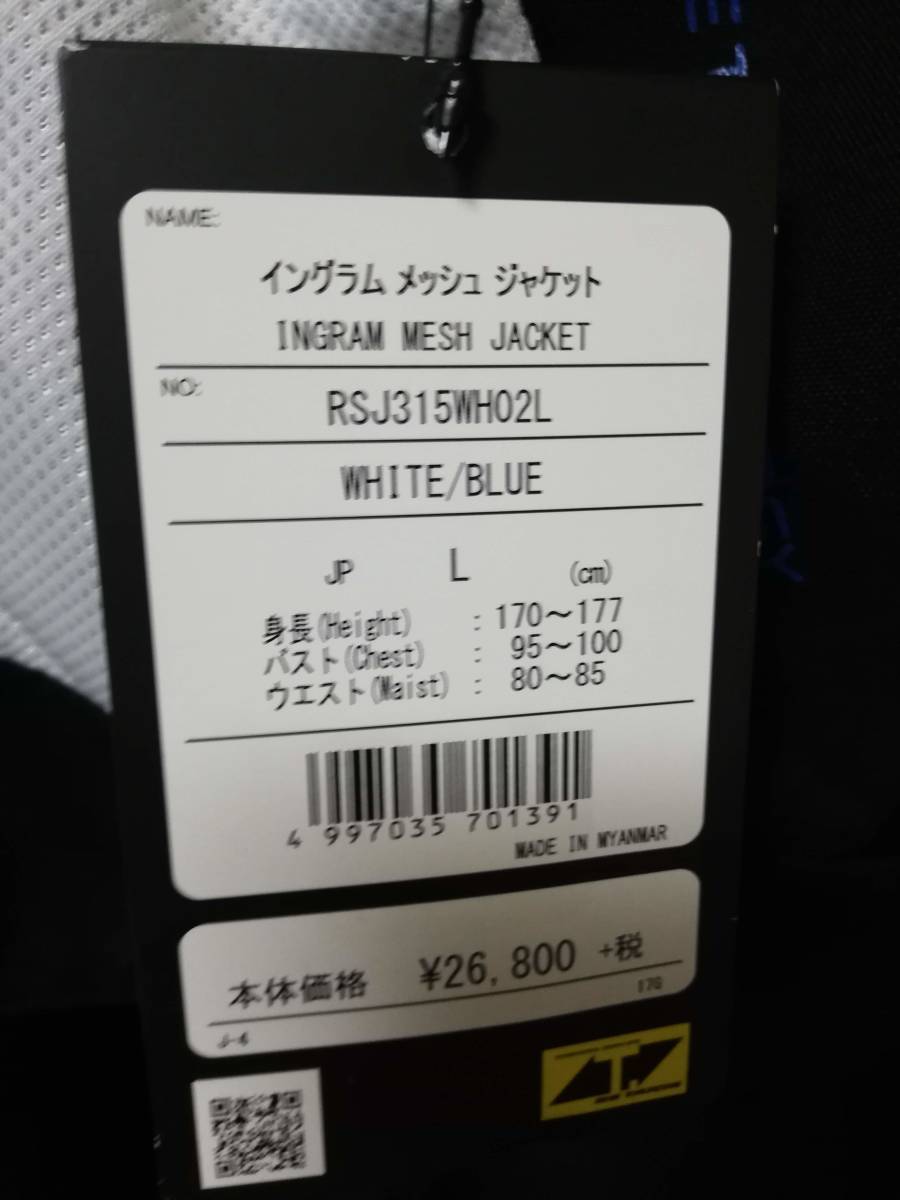 NAME:
イングラム メッシュ ジャケット
INGRAM MESH JACKET
NO:
RSJ315WH02L
WHITE/BLUE
JP L (cm)
身長(Height) : 170～177
バスト(Chest) : 95～100
ウエスト(Waist) : 80～85
4 997035 701391
MADE IN MYANMAR
本体価格 ¥26,800 +税
J-4 170